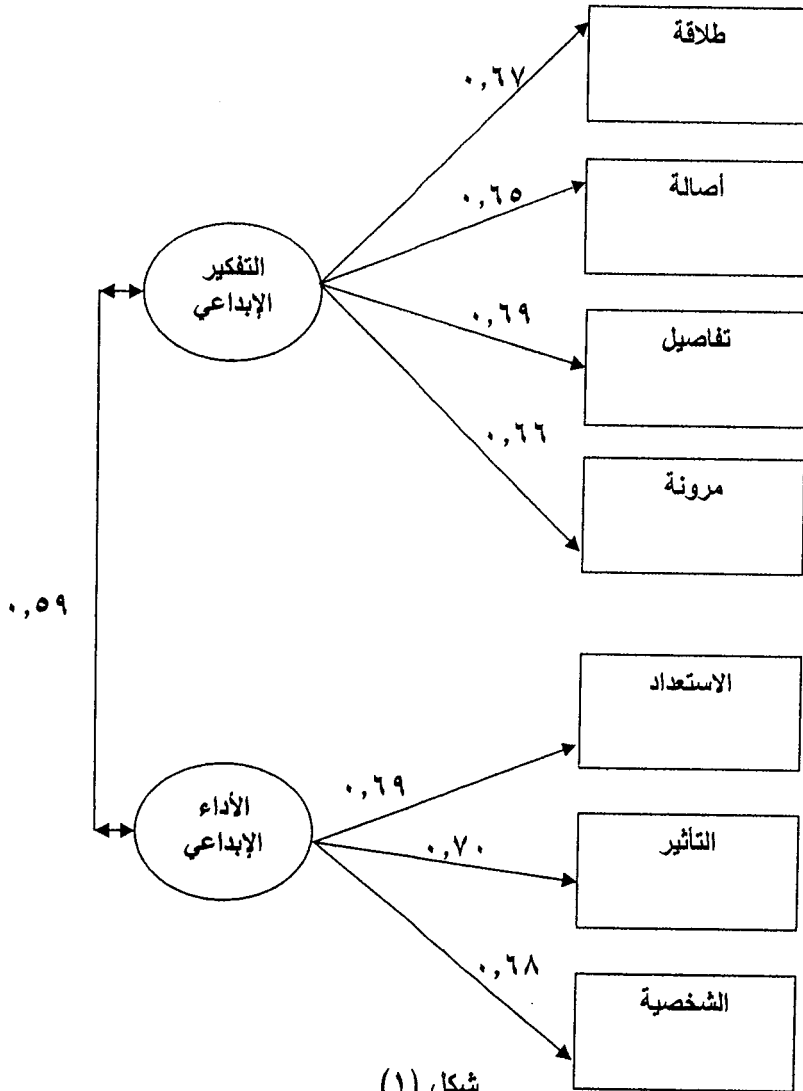 طلاقة
٠,٦٧
أصالة
٠,٦٥
التفكير
الإبداعي
تفاصيل
٠,٦٩
مرونة
٠,٦٦
٠,٥٩
الاستعداد
٠,٦٩
الأداء
الإبداعي
التأثير
٠,٧٠
الشخصية
٠,٦٨
شكل (١)